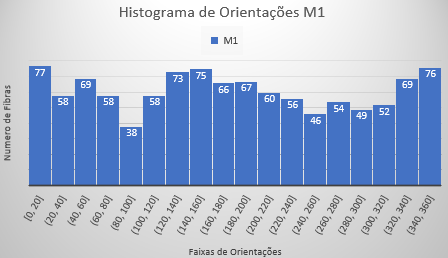 Histograma de Orientações M1
M1
Numero de Fibras
77 58 69 58 38 58 73 75 66 67 60 56 46 54 49 52 69 76
[0, 20] (20, 40] (40, 60] (60, 80] (80, 100] (100, 120] (120, 140] (140, 160] (160, 180] (180, 200] (200, 220] (220, 240] (240, 260] (260, 280] (280, 300] (300, 320] (320, 340] (340, 360]
Faixas de Orientações